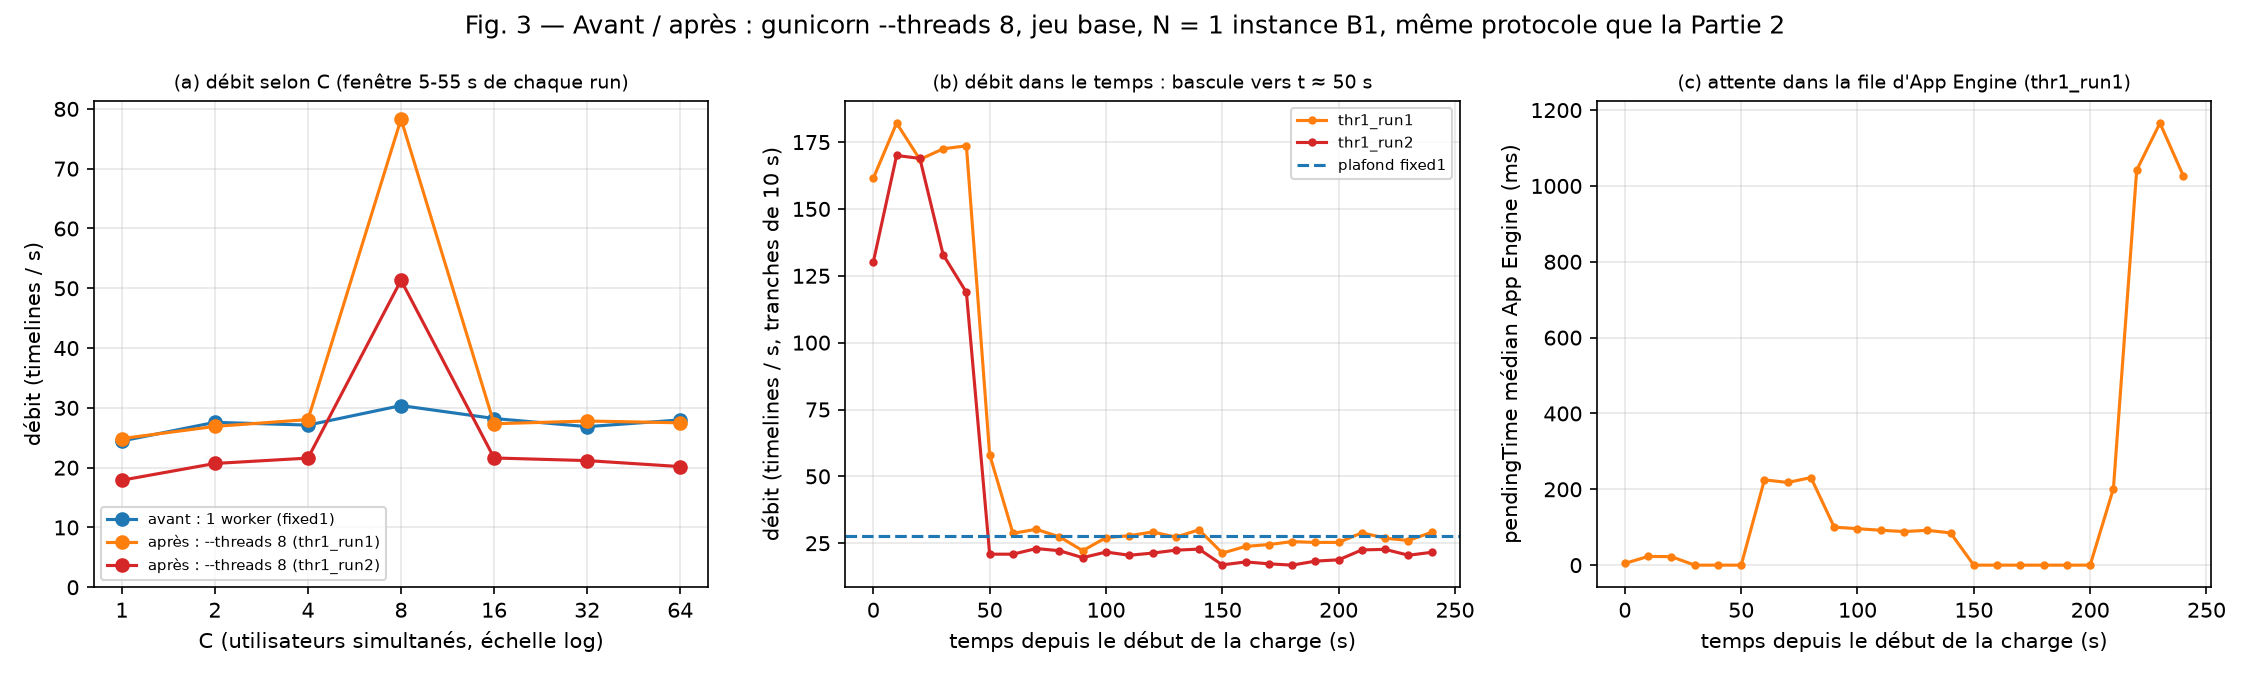 Fig. 3 — Avant / après : gunicorn --threads 8, jeu base, N = 1 instance B1, même protocole que la Partie 2
(a) débit selon C (fenêtre 5-55 s de chaque run)
débit (timelines / s)
80
70
60
50
40
30
20
10
0
avant : 1 worker (fixed1)
après : --threads 8 (thr1_run1)
après : --threads 8 (thr1_run2)
1 2 4 8 16 32 64
C (utilisateurs simultanés, échelle log)
(b) débit dans le temps : bascule vers t ≈ 50 s
débit (timelines / s, tranches de 10 s)
175
150
125
100
75
50
25
thr1_run1
thr1_run2
plafond fixed1
0 50 100 150 200 250
temps depuis le début de la charge (s)
(c) attente dans la file d'App Engine (thr1_run1)
pendingTime médian App Engine (ms)
1200
1000
800
600
400
200
0
0 50 100 150 200 250
temps depuis le début de la charge (s)